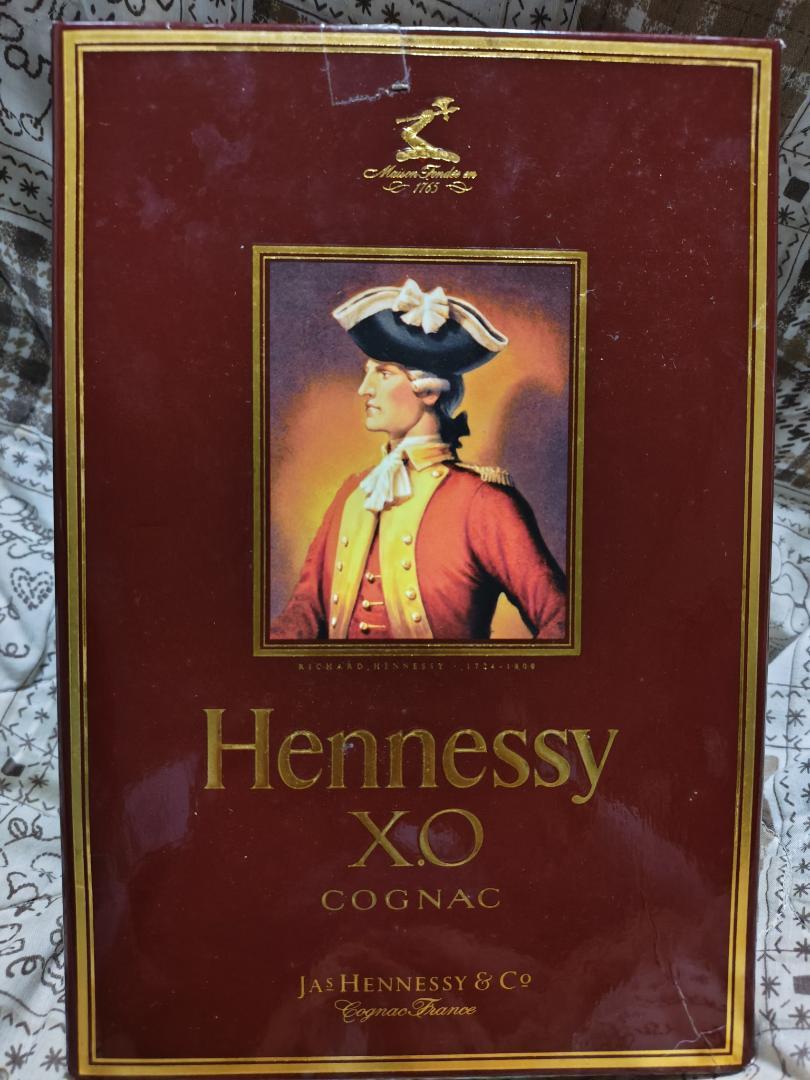 Maison Fondée en
1765
RICHARD HENNESSY · 1724-1800
Hennessy
X.O
COGNAC
JAS HENNESSY & Co
Cognac France